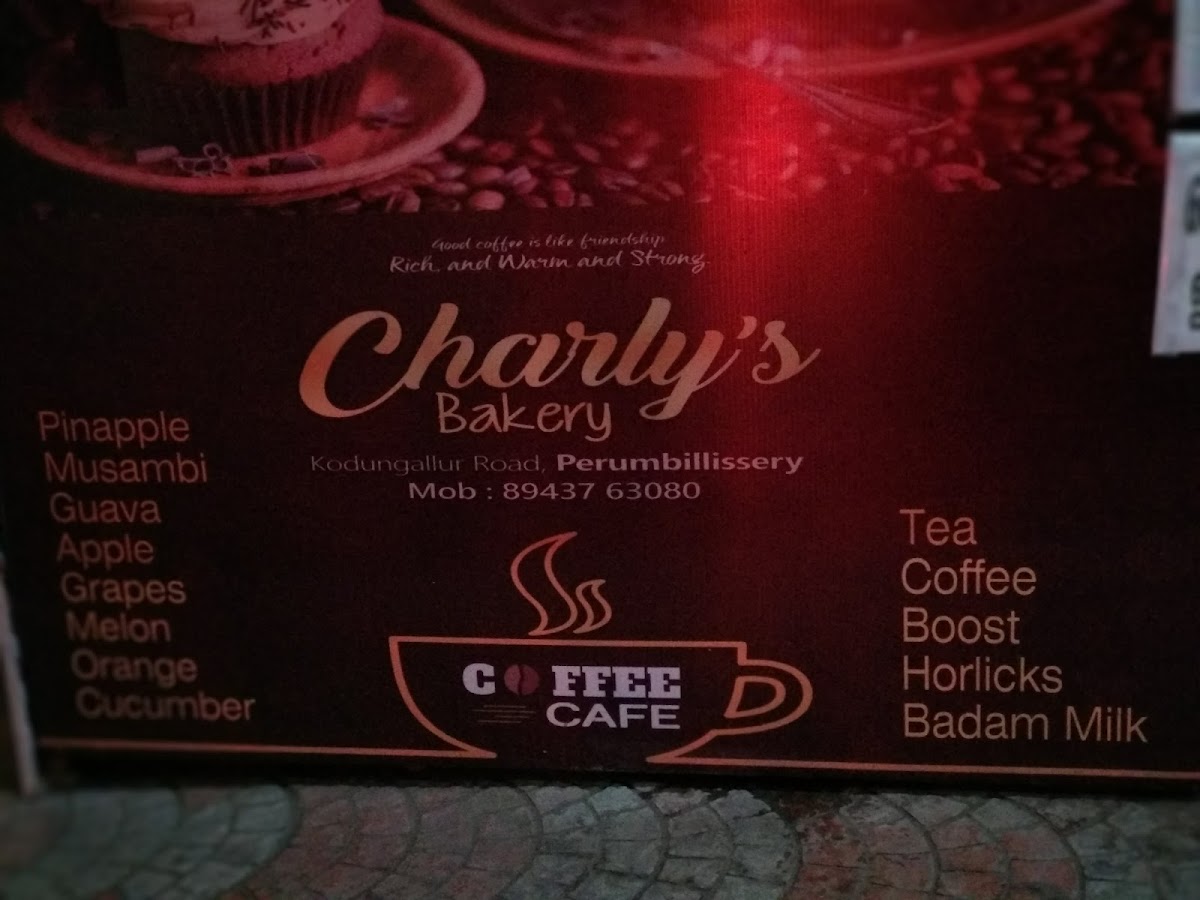 Good coffee is like friendship
Rich, and Warm and Strong.
Charly's
Bakery
Kodungallur Road, Perumbillissery
Mob : 89437 63080
Pinapple
Musambi
Guava
Apple
Grapes
Melon
Orange
Cucumber
COFFEE
CAFE
Tea
Coffee
Boost
Horlicks
Badam Milk